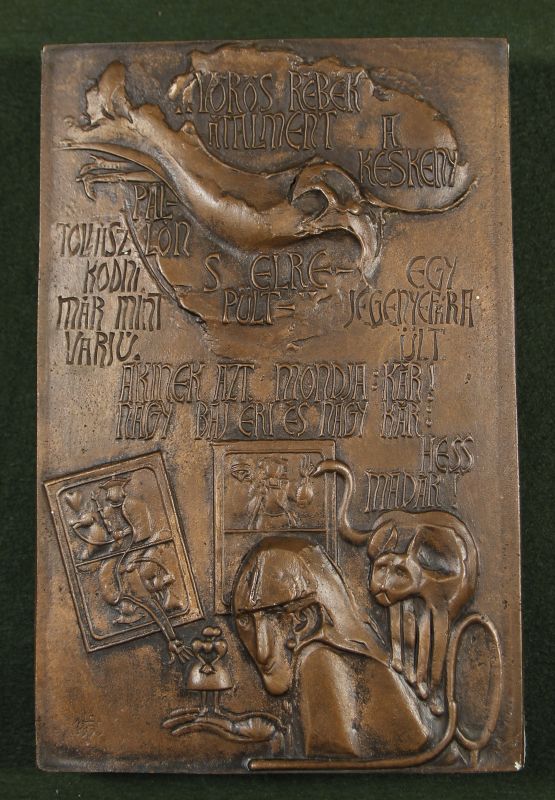 VÖRÖS RÉBÉK
ÁTALMENT A
KESKENY
PAL-
LÓN
S ELRE-
PÜLT-
TOLLÁSZ
KODNI
MÁR MINT
VARJÚ.
EGY
JEGENYEFÁRA
ÜLT.
AKINEK AZT MONDJA: KÁR!
NAGY BAJ ÉRI ÉS NAGY KÁR:
HESS
MADÁR!